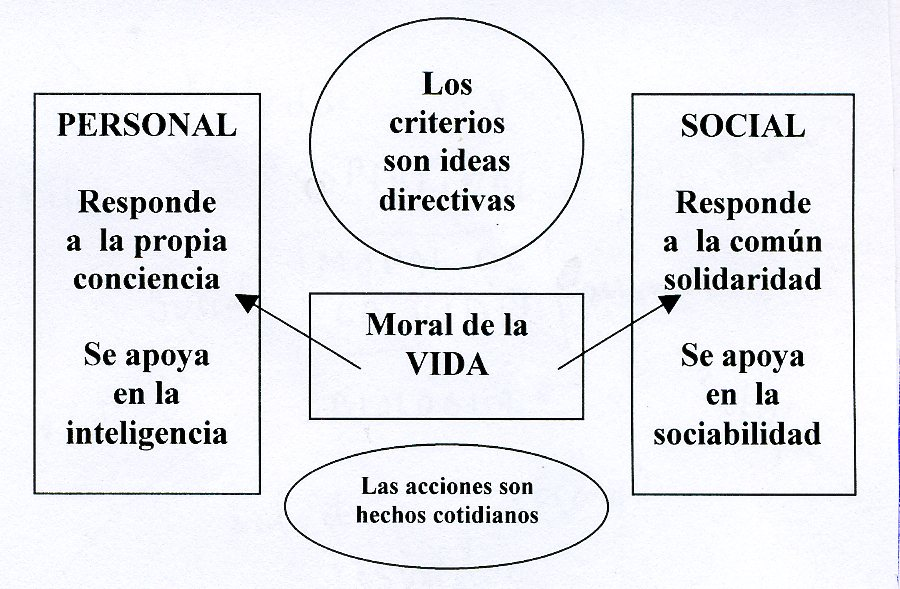 PERSONAL
Responde
a la propia
conciencia
Se apoya
en la
inteligencia
Los
criterios
son ideas
directivas
Moral de la
VIDA
Las acciones son
hechos cotidianos
SOCIAL
Responde
a la común
solidaridad
Se apoya
en la
sociabilidad